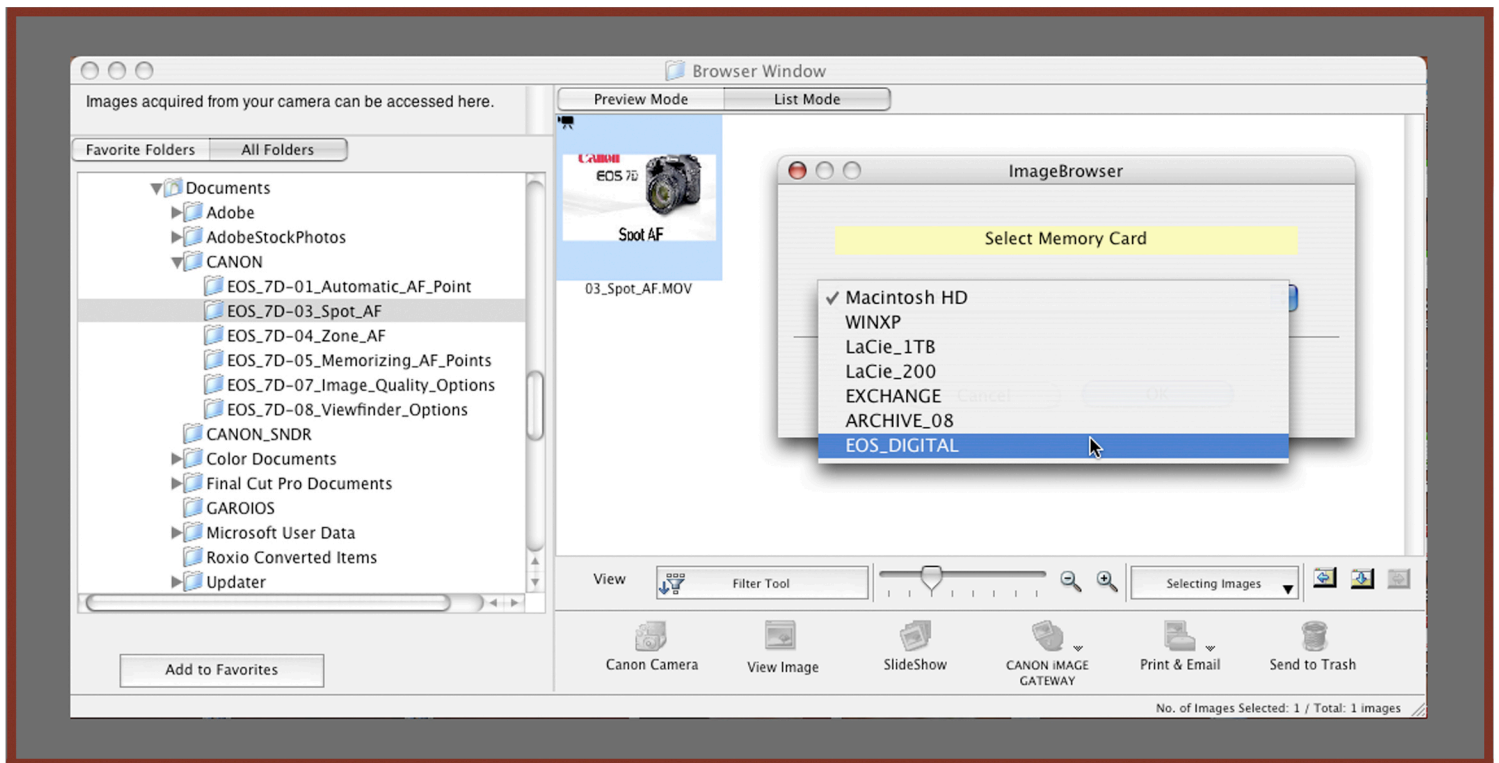 Browser Window
Images acquired from your camera can be accessed here.
Favorite Folders
All Folders
Documents
Adobe
AdobeStockPhotos
CANON
EOS_7D-01_Automatic_AF_Point
EOS_7D-03_Spot_AF
EOS_7D-04_Zone_AF
EOS_7D-05_Memorizing_AF_Points
EOS_7D-07_Image_Quality_Options
EOS_7D-08_Viewfinder_Options
CANON_SNDR
Color Documents
Final Cut Pro Documents
GAROIOS
Microsoft User Data
Roxio Converted Items
Updater
Add to Favorites
Preview Mode
List Mode
Canon
EOS 7D
Spot AF
03_Spot_AF.MOV
ImageBrowser
Select Memory Card
✓ Macintosh HD
WINXP
LaCie_1TB
LaCie_200
EXCHANGE
Cancel
OK
ARCHIVE_08
EOS_DIGITAL
View
Filter Tool
Selecting Images
Canon Camera
View Image
SlideShow
CANON iMAGE
GATEWAY
Print & Email
Send to Trash
No. of Images Selected: 1 / Total: 1 images